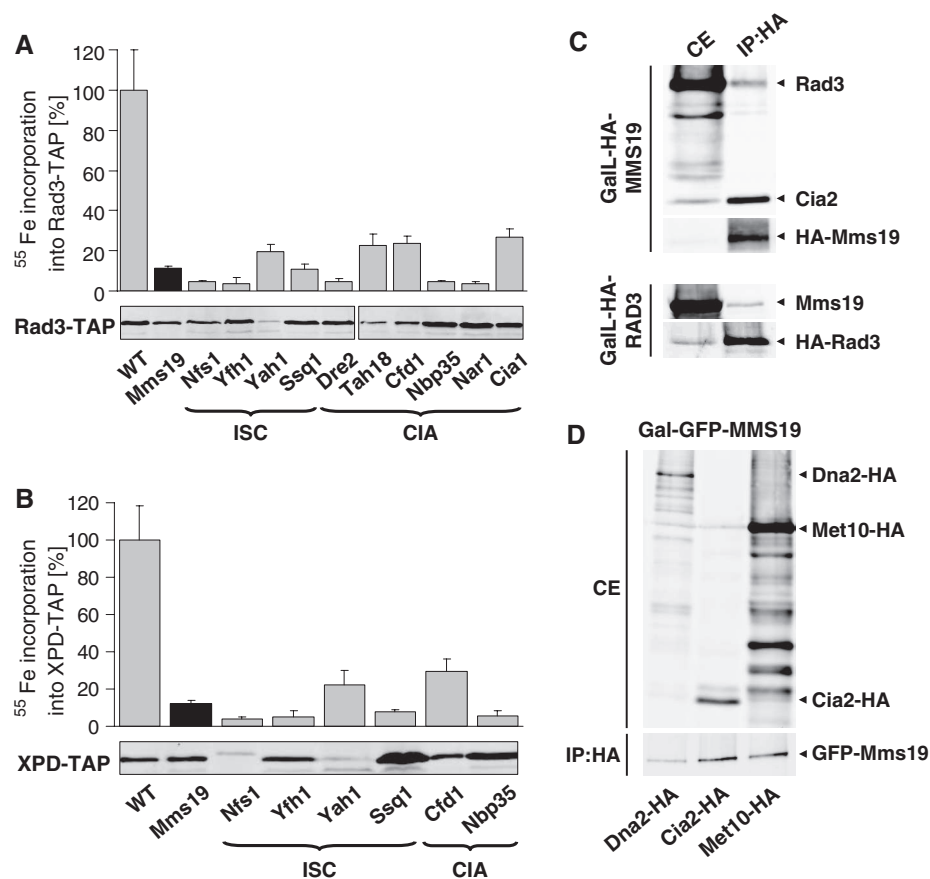 A
120
100
80
60
40
20
0
55 Fe incorporation
into Rad3-TAP [%]
Rad3-TAP
WT
Mms19
Nfs1
Yfh1
Yah1
Ssq1
Dre2
Tah18
Cfd1
Nbp35
Nar1
Cia1
ISC
CIA
B
120
100
80
60
40
20
0
55 Fe incorporation
into XPD-TAP [%]
XPD-TAP
WT
Mms19
Nfs1
Yfh1
Yah1
Ssq1
Cfd1
Nbp35
ISC
CIA
C
CE
IP:HA
GalL-HA-
MMS19
Rad3
Cia2
HA-Mms19
GalL-HA-
RAD3
Mms19
HA-Rad3
D
Gal-GFP-MMS19
CE
Dna2-HA
Met10-HA
Cia2-HA
IP:HA
GFP-Mms19
Dna2-HA
Cia2-HA
Met10-HA